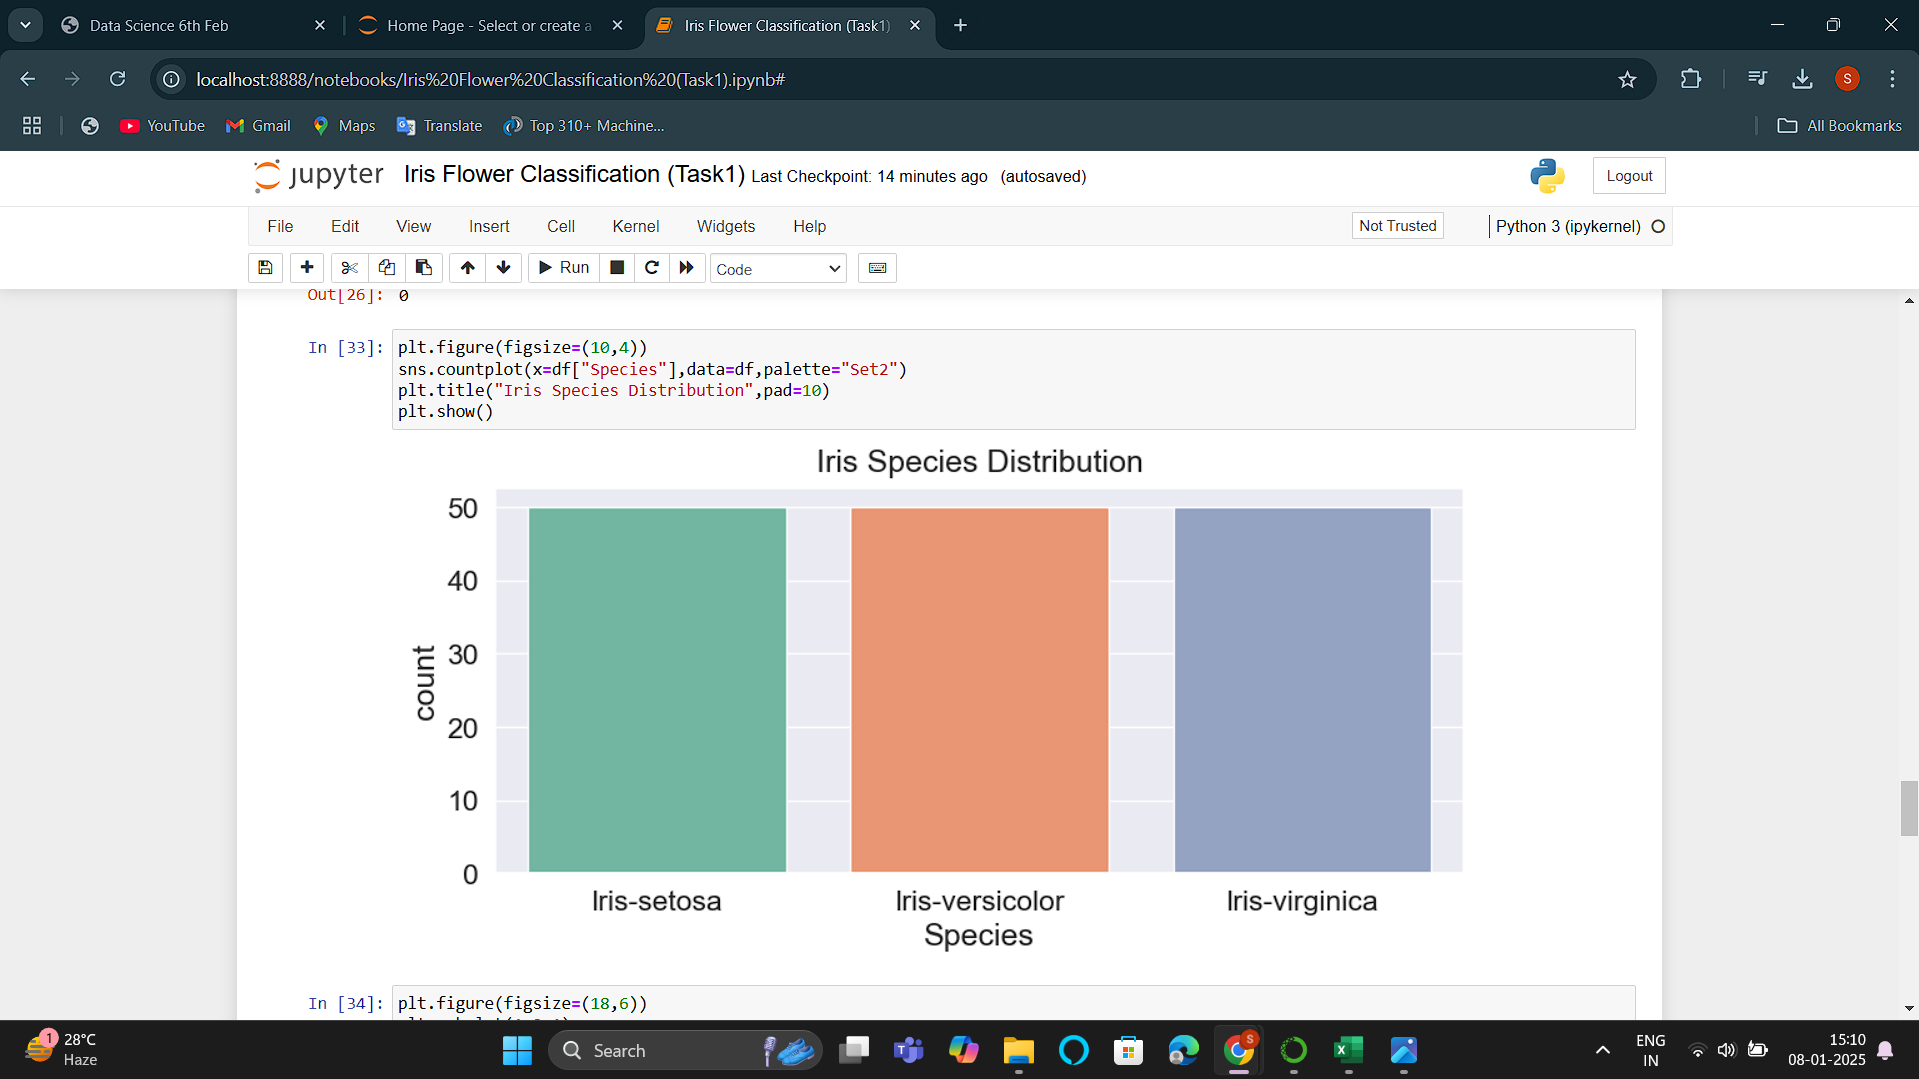 Data Science 6th Feb
Home Page - Select or create a
Iris Flower Classification (Task1)
localhost:8888/notebooks/Iris%20Flower%20Classification%20(Task1).ipynb#
S
YouTube
Gmail
Maps
Translate
Top 310+ Machine...
All Bookmarks
jupyter
Iris Flower Classification (Task1) Last Checkpoint: 14 minutes ago (autosaved)
Logout
File Edit View Insert Cell Kernel Widgets Help
Not Trusted
Python 3 (ipykernel)
Run
Code
Out[26]: 0
In [33]: plt.figure(figsize=(10,4))
sns.countplot(x=df["Species"],data=df,palette="Set2")
plt.title("Iris Species Distribution",pad=10)
plt.show()
Iris Species Distribution
50
40
30
20
10
0
count
Iris-setosa Iris-versicolor Iris-virginica
Species
In [34]: plt.figure(figsize=(18,6))
1
28°C
Haze
Search
S
ENG
IN
15:10
08-01-2025